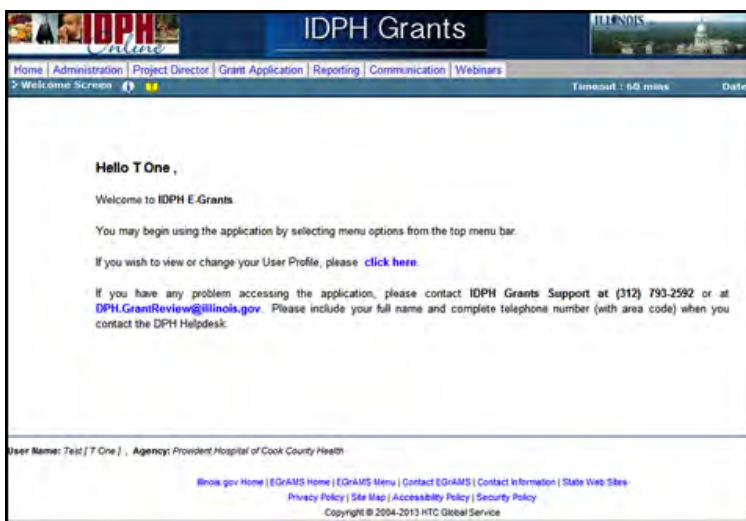 IDPH
Online
IDPH Grants
ILLINOIS
Home | Administration | Project Director | Grant Application | Reporting | Communication | Webinars
Welcome Screen
Timeout : 60 mins
Date
Hello T One ,
Welcome to IDPH E-Grants.
You may begin using the application by selecting menu options from the top menu bar.
If you wish to view or change your User Profile, please click here.
If you have any problem accessing the application, please contact IDPH Grants Support at (312) 793-2592 or at
DPH.GrantReview@illinois.gov. Please include your full name and complete telephone number (with area code) when you
contact the DPH Helpdesk.
User Name: Test [ T One ] , Agency: Provident Hospital of Cook County Health
Illinois.gov Home | EGrAMS Home | EGrAMS Menu | Contact EGrAMS | Contact Information | State Web Sites
Privacy Policy | Site Map | Accessibility Policy | Security Policy
Copyright © 2004-2013 HTC Global Service